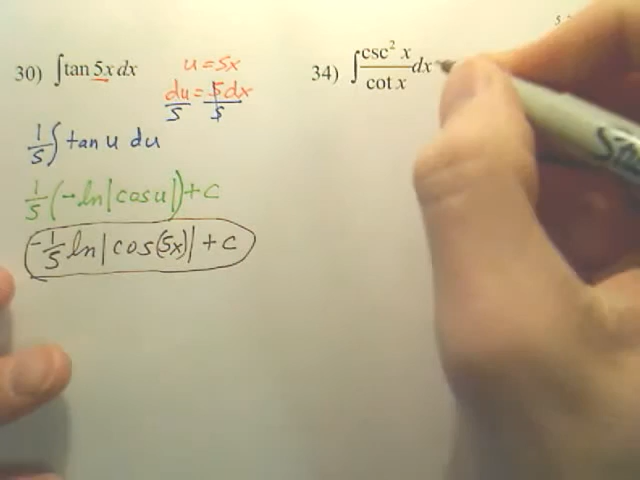 30) ∫tan 5x dx
u = 5x
du/5 = 5dx/5
1/5 ∫ tan u du
1/5 (-ln|cos u|) + c
-1/5 ln|cos(5x)| + c
34) ∫ csc² x / cot x dx